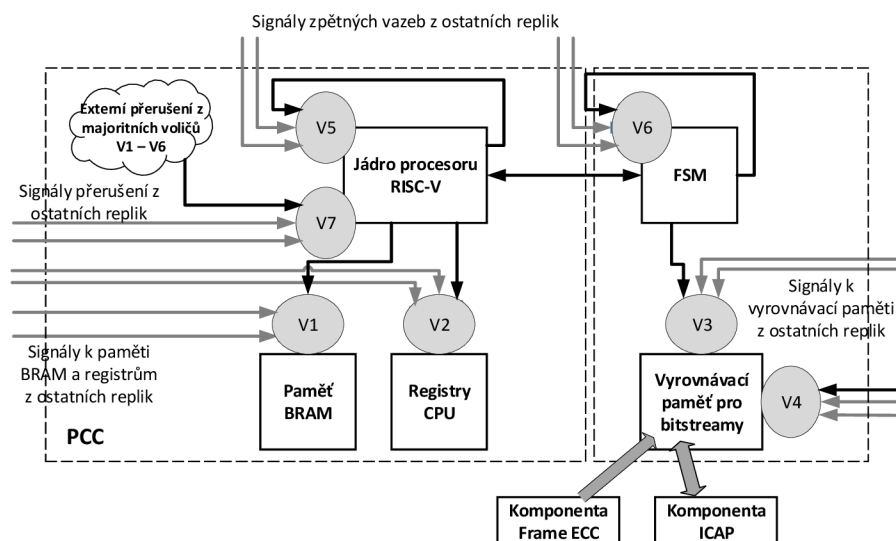 Signály zpětných vazeb z ostatních replik
Externí přerušení z
majoritních voličů
V1 – V6
V5
V6
Jádro procesoru
RISC-V
FSM
Signály přerušení z
ostatních replik
V7
Signály k
vyrovnávací paměti
z ostatních replik
V1
V2
V3
Signály k paměti
BRAM a registrům
z ostatních replik
Paměť
BRAM
Registry
CPU
Vyrovnávací
paměť pro
bitstreamy
V4
PCC
Komponenta
Frame ECC
Komponenta
ICAP